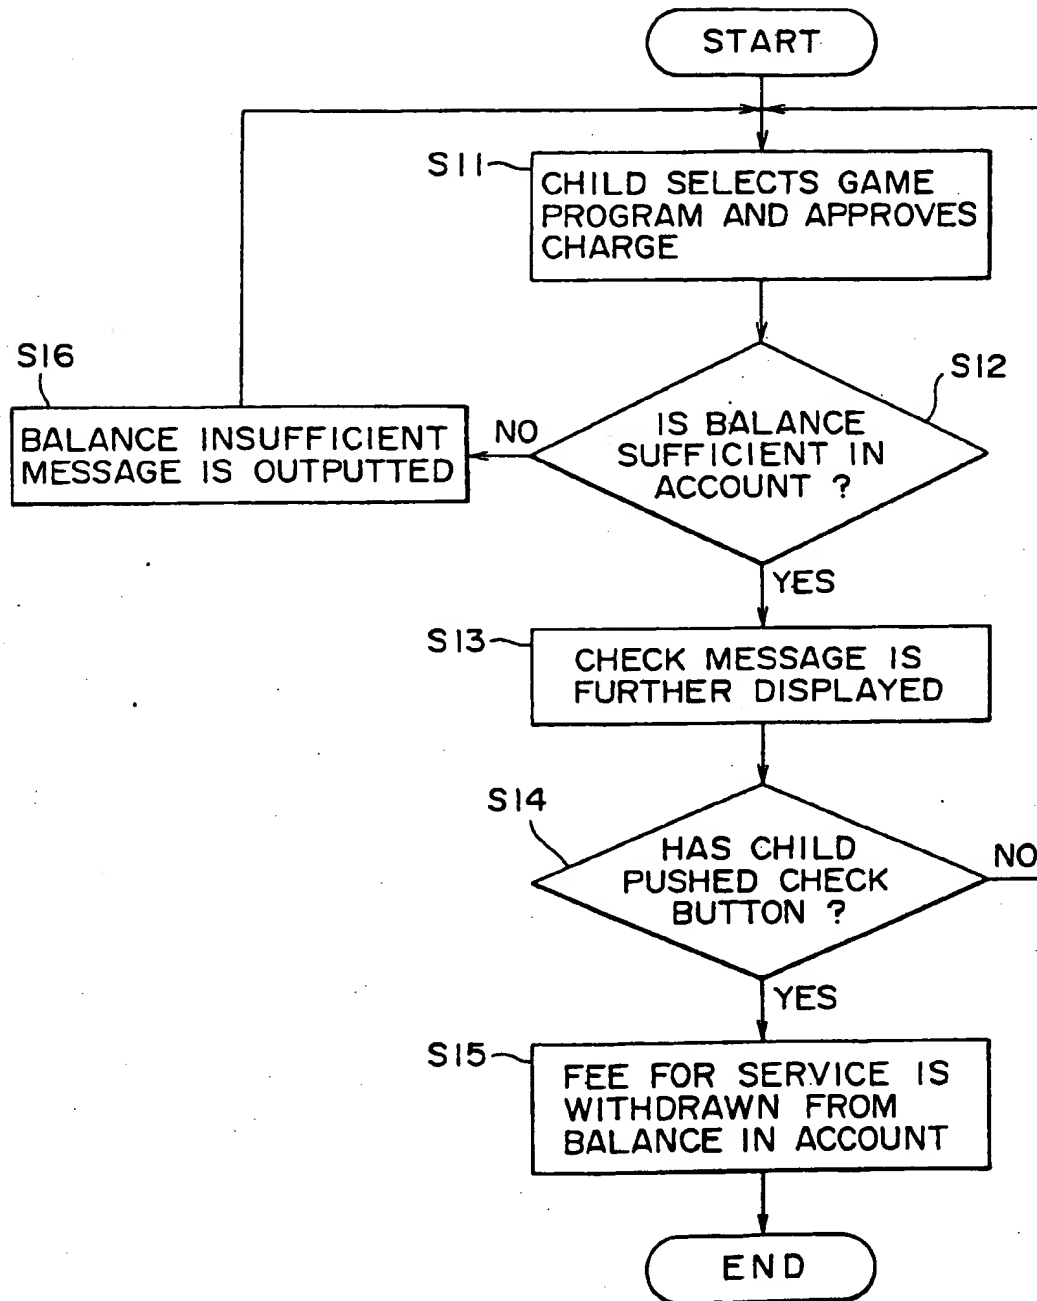 START
S11
CHILD SELECTS GAME
PROGRAM AND APPROVES
CHARGE
S16
BALANCE INSUFFICIENT
MESSAGE IS OUTPUTTED
NO
S12
IS BALANCE
SUFFICIENT IN
ACCOUNT ?
YES
S13
CHECK MESSAGE IS
FURTHER DISPLAYED
S14
HAS CHILD
PUSHED CHECK
BUTTON ?
NO
YES
S15
FEE FOR SERVICE IS
WITHDRAWN FROM
BALANCE IN ACCOUNT
END